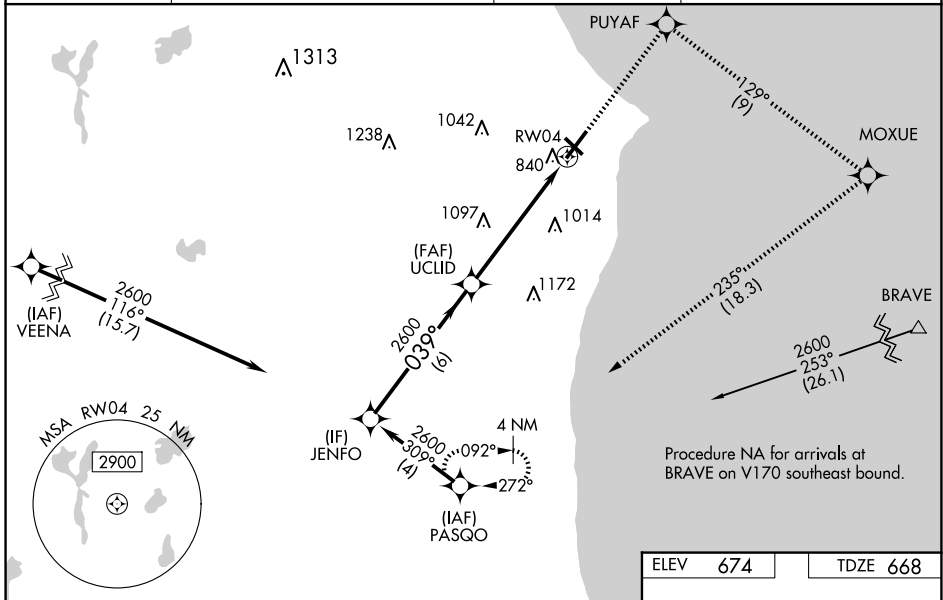 PUYAF
1313
129°
(9)
1238
1042
RW04
840
MOXUE
1097
1014
(FAF)
UCLID
1172
235°
(18.3)
BRAVE
2600
253°
(26.1)
(IAF)
VEENA
2600
116°
(15.7)
2600
039°
(6)
(IF)
JENFO
2600
309°
(4)
092°
4 NM
272°
(IAF)
PASQO
MSA RW04 25 NM
2900
Procedure NA for arrivals at
BRAVE on V170 southeast bound.
ELEV 674
TDZE 668